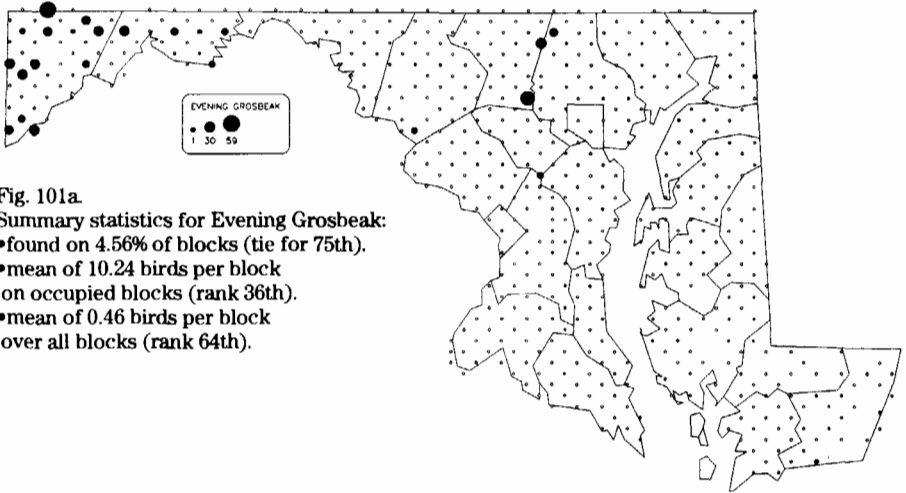 EVENING GROSBEAK
1 30 59
Fig. 101a.
Summary statistics for Evening Grosbeak:
•found on 4.56% of blocks (tie for 75th).
•mean of 10.24 birds per block
on occupied blocks (rank 36th).
•mean of 0.46 birds per block
over all blocks (rank 64th).